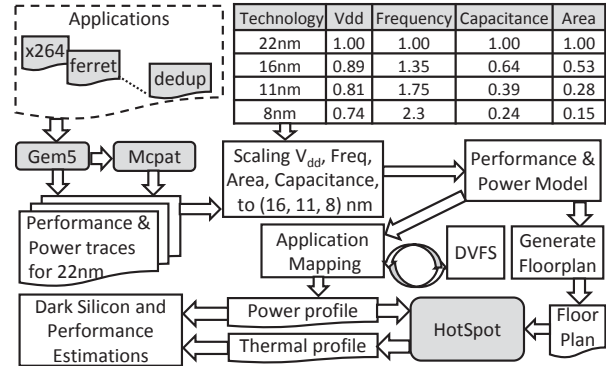 Applications
x264
ferret
dedup
Technology Vdd Frequency Capacitance Area
22nm 1.00 1.00 1.00 1.00
16nm 0.89 1.35 0.64 0.53
11nm 0.81 1.75 0.39 0.28
8nm 0.74 2.3 0.24 0.15
Gem5
Mcpat
Scaling Vdd, Freq,
Area, Capacitance,
to (16, 11, 8) nm
Performance &
Power Model
Performance &
Power traces
for 22nm
Application
Mapping
DVFS
Generate
Floorplan
Dark Silicon and
Performance
Estimations
Power profile
Thermal profile
HotSpot
Floor
Plan